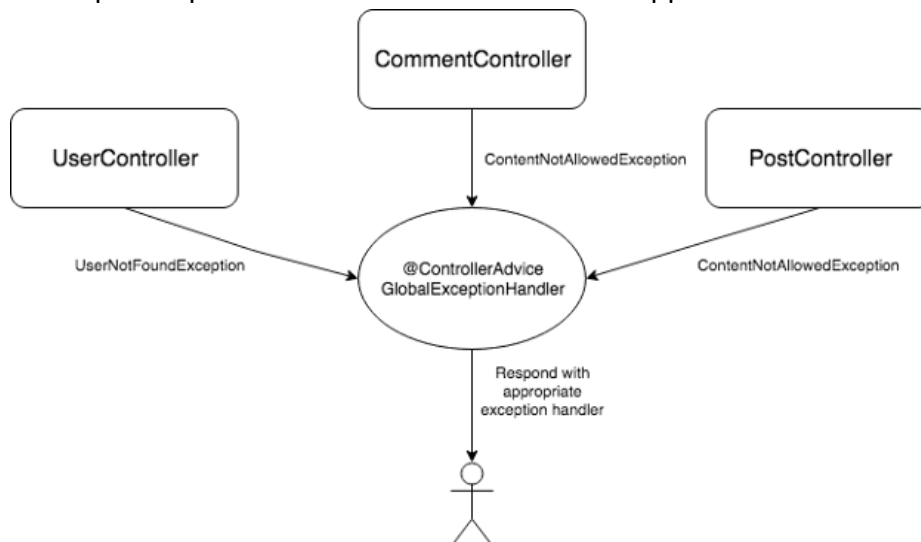 CommentController
UserController
ContentNotAllowedException
PostController
UserNotFoundException
@ControllerAdvice
GlobalExceptionHandler
ContentNotAllowedException
Respond with
appropriate
exception handler